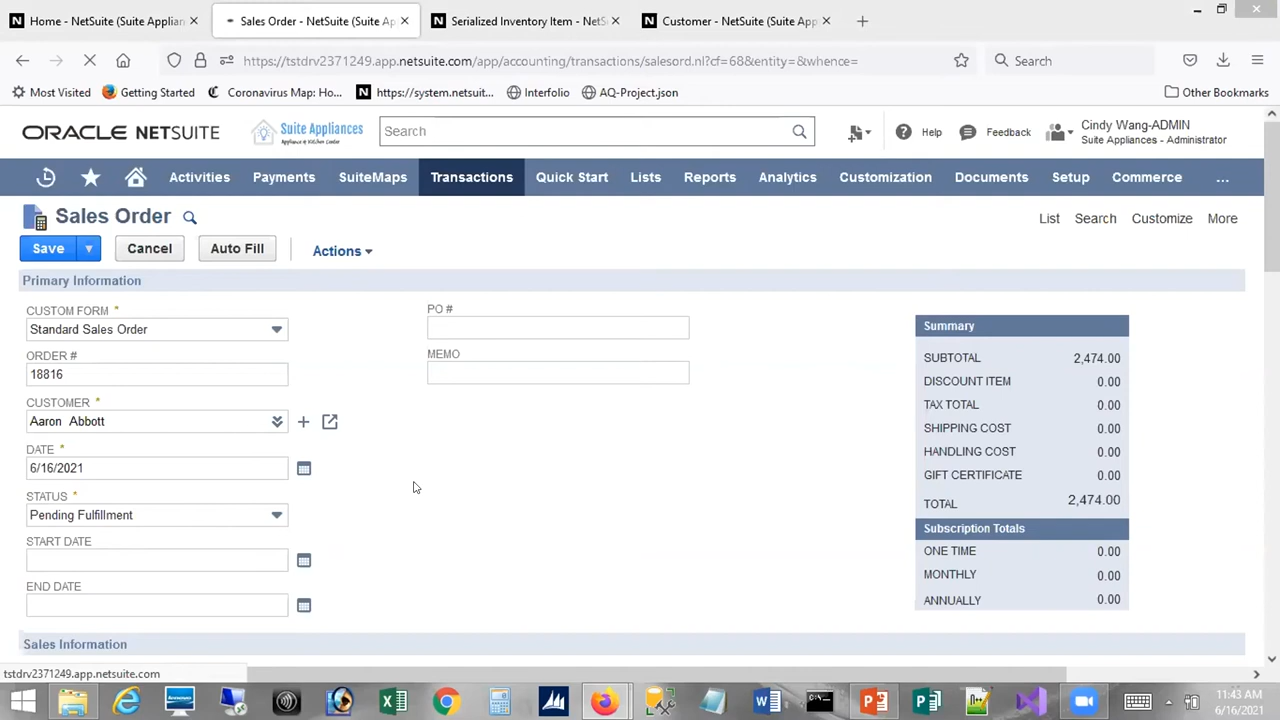 Home - NetSuite (Suite Applian
Sales Order - NetSuite (Suite Ap
Serialized Inventory Item - NetS
Customer - NetSuite (Suite App
https://tstdrv2371249.app.netsuite.com/app/accounting/transactions/salesord.nl?cf=68&entity=&whence=
Search
Most Visited
Getting Started
Coronavirus Map: Ho...
https://system.netsuit...
Interfolio
AQ-Project.json
Other Bookmarks
ORACLE NETSUITE
Suite Appliances
Appliance & Kitchen Center
Search
Help
Feedback
Cindy Wang-ADMIN
Suite Appliances - Administrator
Activities
Payments
SuiteMaps
Transactions
Quick Start
Lists
Reports
Analytics
Customization
Documents
Setup
Commerce
...
Sales Order
List
Search
Customize
More
Save
Cancel
Auto Fill
Actions
Primary Information
CUSTOM FORM *
Standard Sales Order
ORDER #
18816
CUSTOMER *
Aaron Abbott
DATE *
6/16/2021
STATUS *
Pending Fulfillment
START DATE
END DATE
PO #
MEMO
Summary
SUBTOTAL 2,474.00
DISCOUNT ITEM 0.00
TAX TOTAL 0.00
SHIPPING COST 0.00
HANDLING COST 0.00
GIFT CERTIFICATE 0.00
TOTAL 2,474.00
Subscription Totals
ONE TIME 0.00
MONTHLY 0.00
ANNUALLY 0.00
Sales Information
tstdrv2371249.app.netsuite.com
11:43 AM
6/16/2021